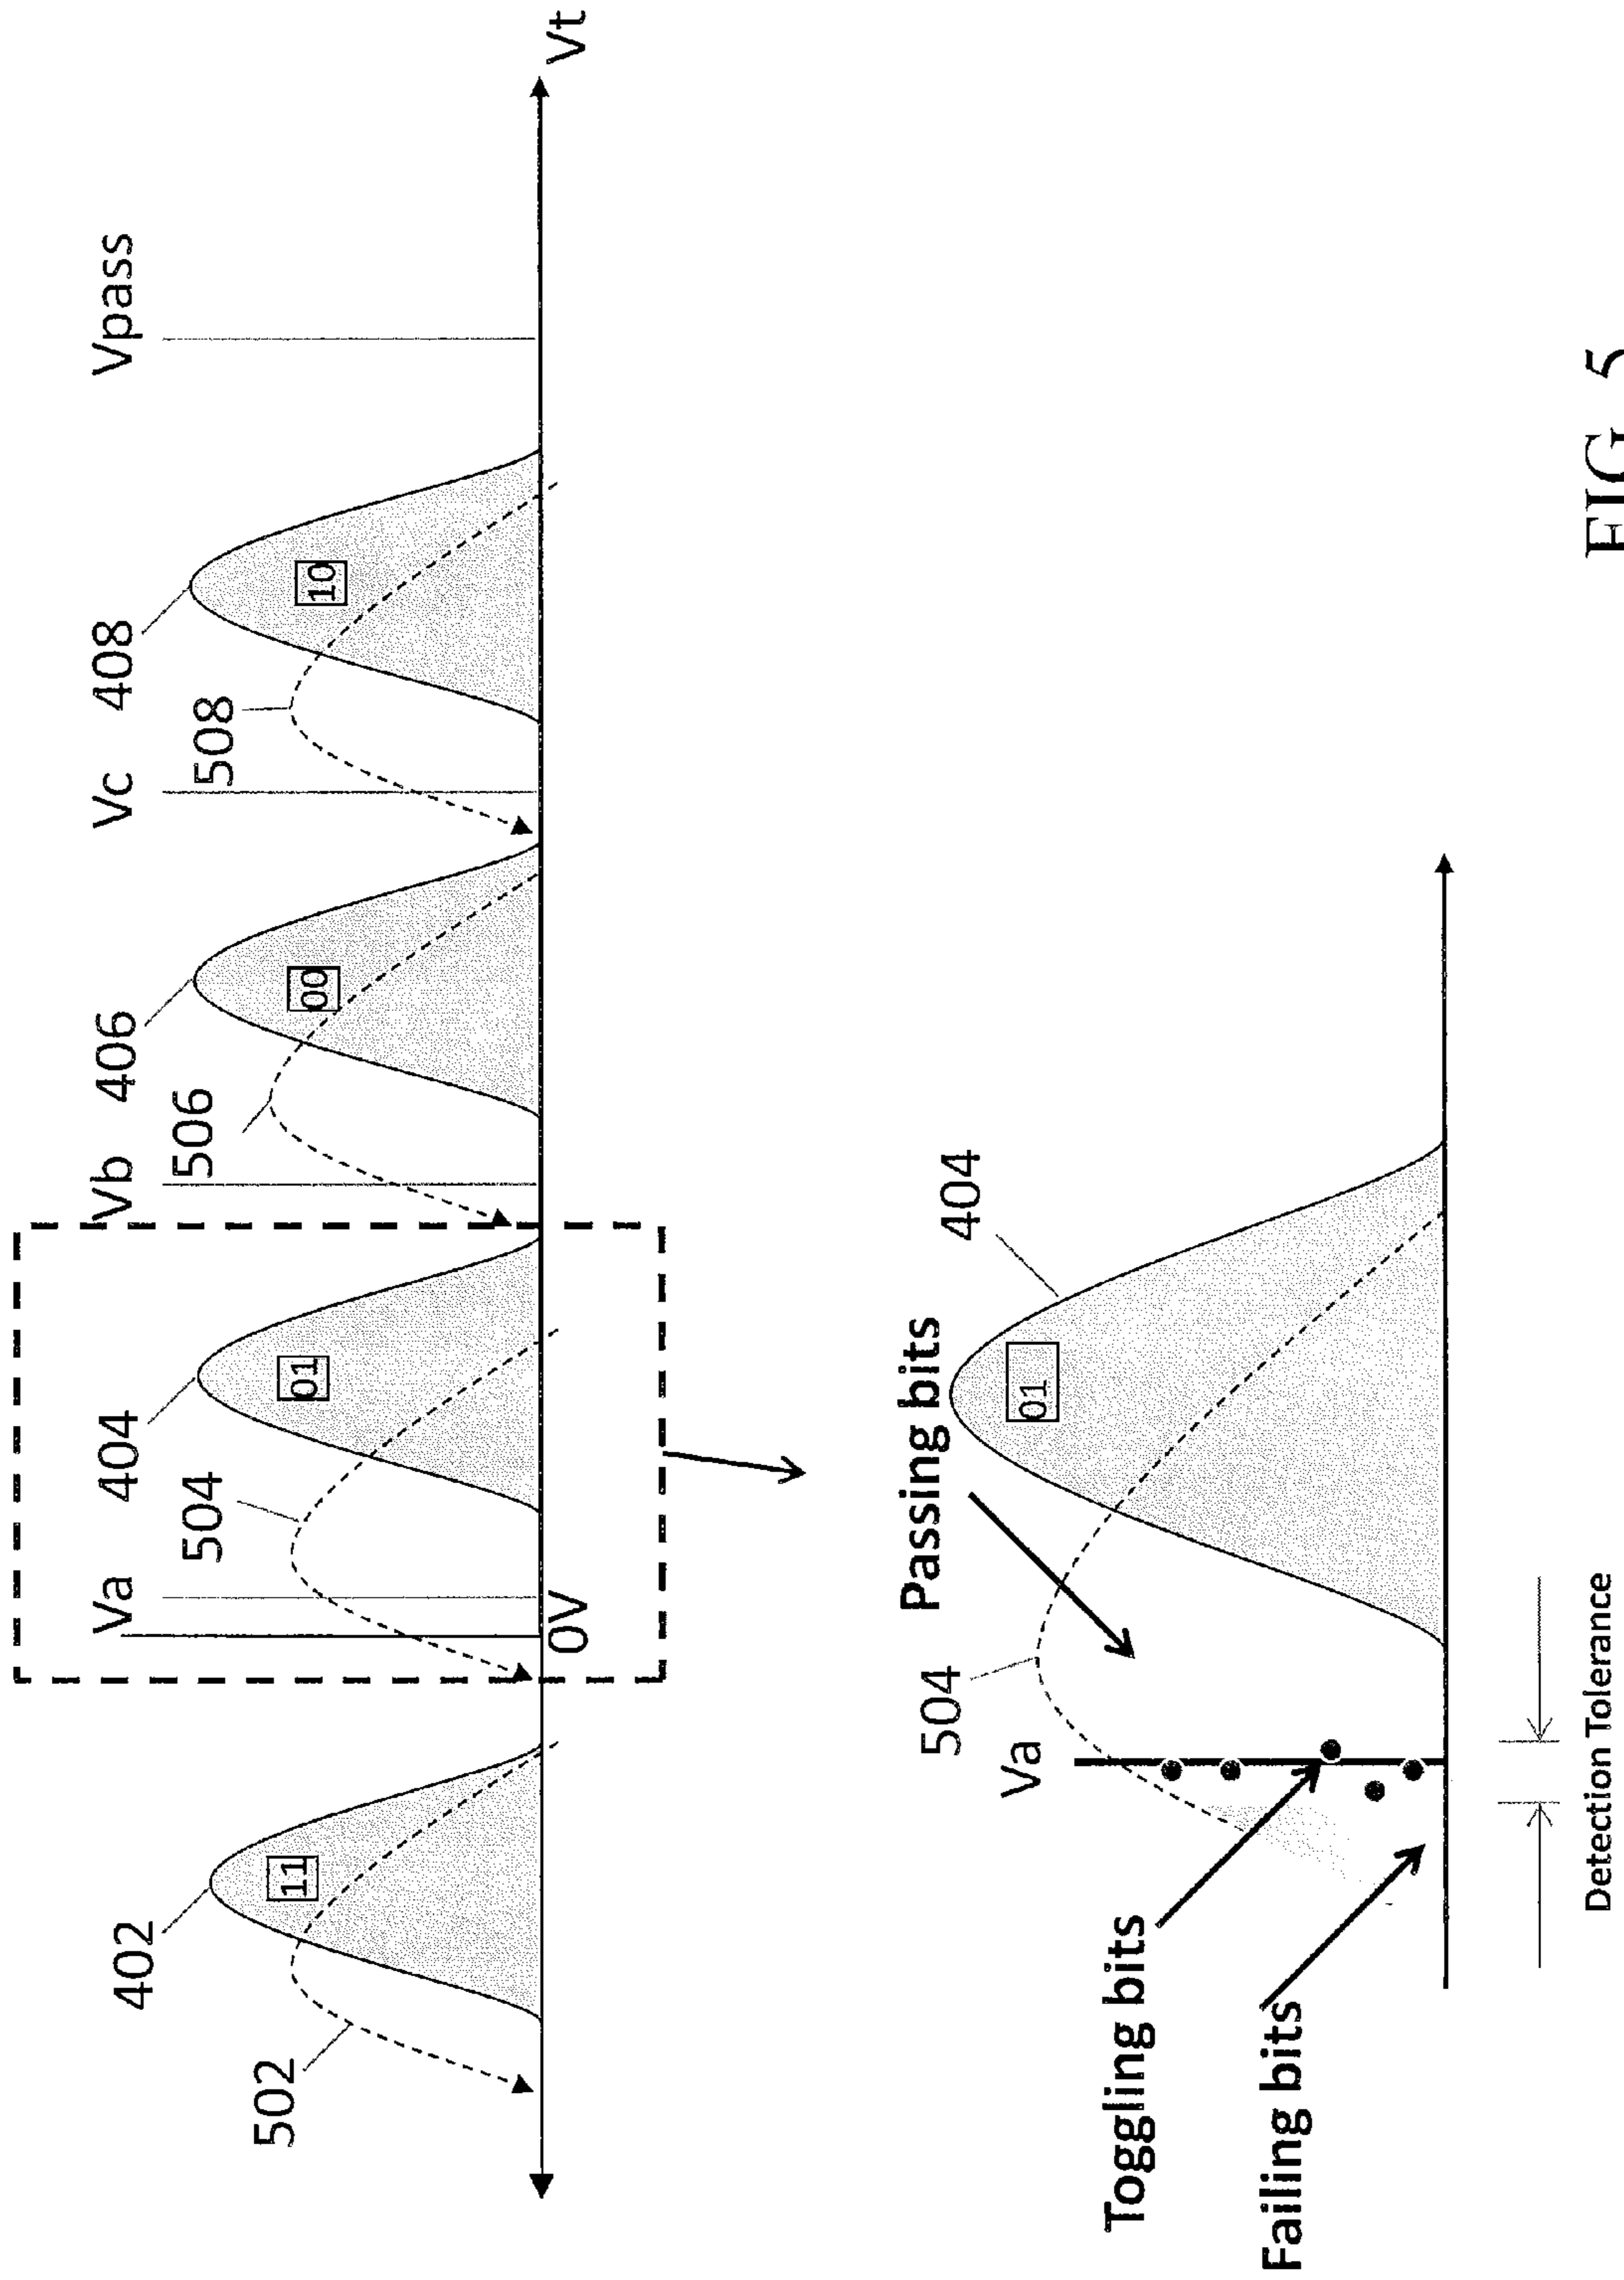 Va
Vb
Vc
Vpass
402
404
406
408
502
504
506
508
11
01
00
10
0V
Vt
Passing bits
504
404
Va
01
Toggling bits
Failing bits
Detection Tolerance
FIG. 5